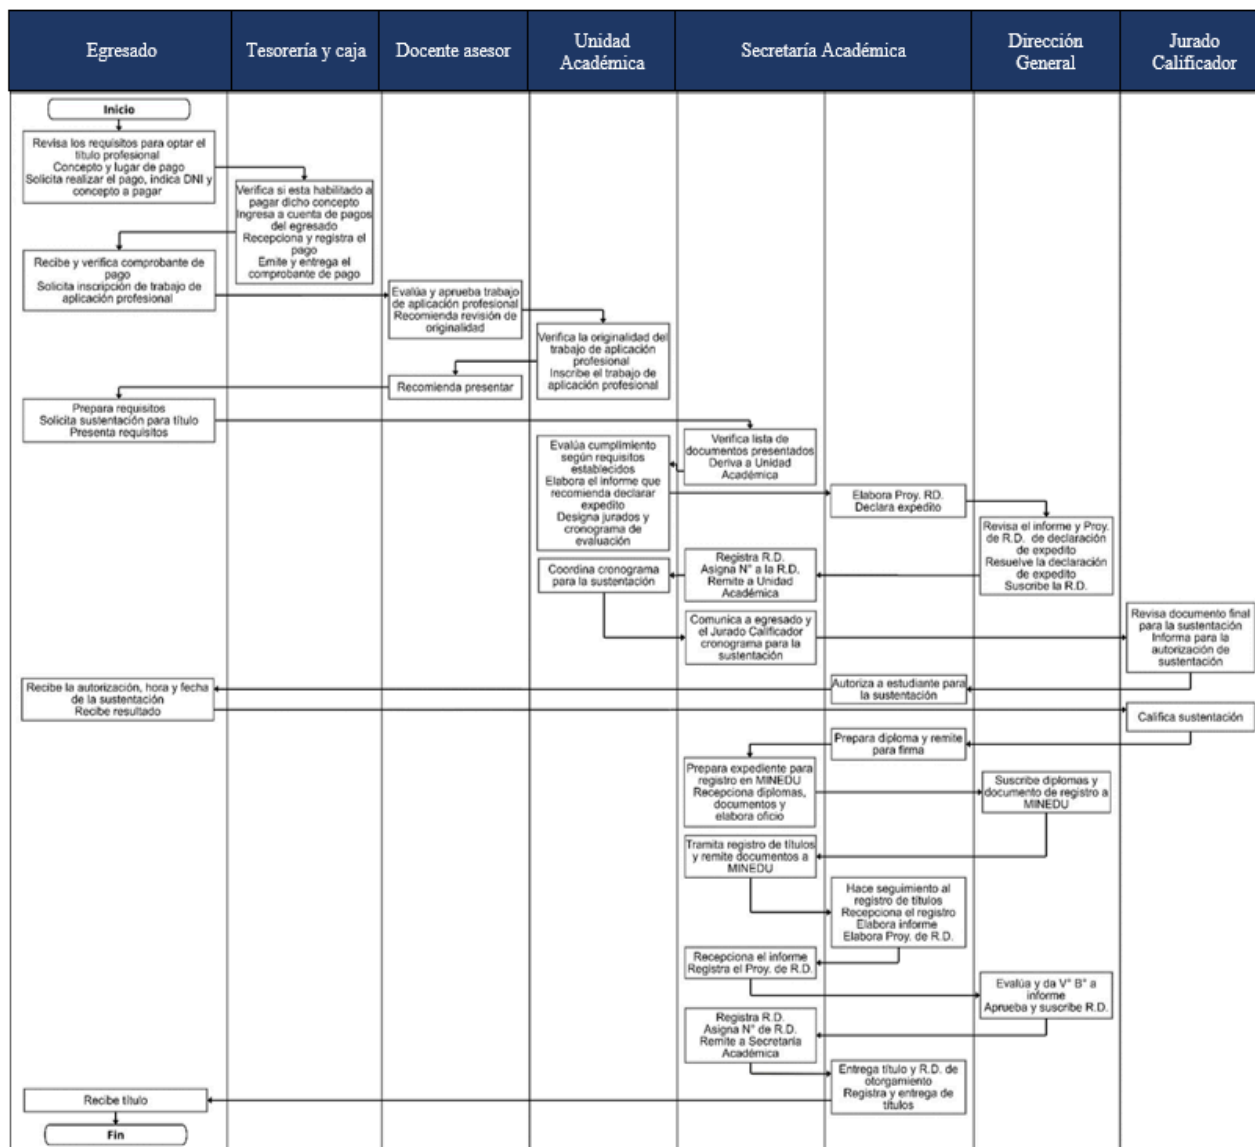 Egresado
Tesorería y caja
Docente asesor
Unidad
Académica
Secretaría Académica
Dirección
General
Jurado
Calificador
Inicio
Revisa los requisitos para optar el
título profesional
Concepto y lugar de pago
Solicita realizar el pago, indica DNI y
concepto a pagar
Verifica si esta habilitado a
pagar dicho concepto
Ingresa a cuenta de pagos
del egresado
Recepciona y registra el
pago
Emite y entrega el
comprobante de pago
Recibe y verifica comprobante de
pago
Solicita inscripción de trabajo de
aplicación profesional
Evalúa y aprueba trabajo
de aplicación profesional
Recomienda revisión de
originalidad
Verifica la originalidad del
trabajo de aplicación
profesional
Inscribe el trabajo de
aplicación profesional
Recomienda presentar
Prepara requisitos
Solicita sustentación para título
Presenta requisitos
Verifica lista de
documentos presentados
Deriva a Unidad
Académica
Evalúa cumplimiento
según requisitos
establecidos
Elabora el informe que
recomienda declarar
expedito
Designa jurados y
cronograma de
evaluación
Elabora Proy. RD.
Declara expedito
Revisa el informe y Proy.
de R.D. de declaración
de expedito
Resuelve la declaración
de expedito
Suscribe la R.D.
Registra R.D.
Asigna N° a la R.D.
Remite a Unidad
Académica
Coordina cronograma
para la sustentación
Comunica a egresado y
el Jurado Calificador
cronograma para la
sustentación
Revisa documento final
para la sustentación
Informa para la
autorización de
sustentación
Autoriza a estudiante para
la sustentación
Recibe la autorización, hora y fecha
de la sustentación
Recibe resultado
Califica sustentación
Prepara diploma y remite
para firma
Prepara expediente para
registro en MINEDU
Recepciona diplomas,
documentos y
elabora oficio
Suscribe diplomas y
documento de registro a
MINEDU
Tramita registro de títulos
y remite documentos a
MINEDU
Hace seguimiento al
registro de títulos
Recepciona el registro
Elabora informe
Elabora Proy. de R.D.
Recepciona el informe
Registra el Proy. de R.D.
Evalúa y da V° B° a
informe
Aprueba y suscribe R.D.
Registra R.D.
Asigna N° de R.D.
Remite a Secretaría
Académica
Entrega título y R.D. de
otorgamiento
Registra y entrega de
títulos
Recibe título
Fin